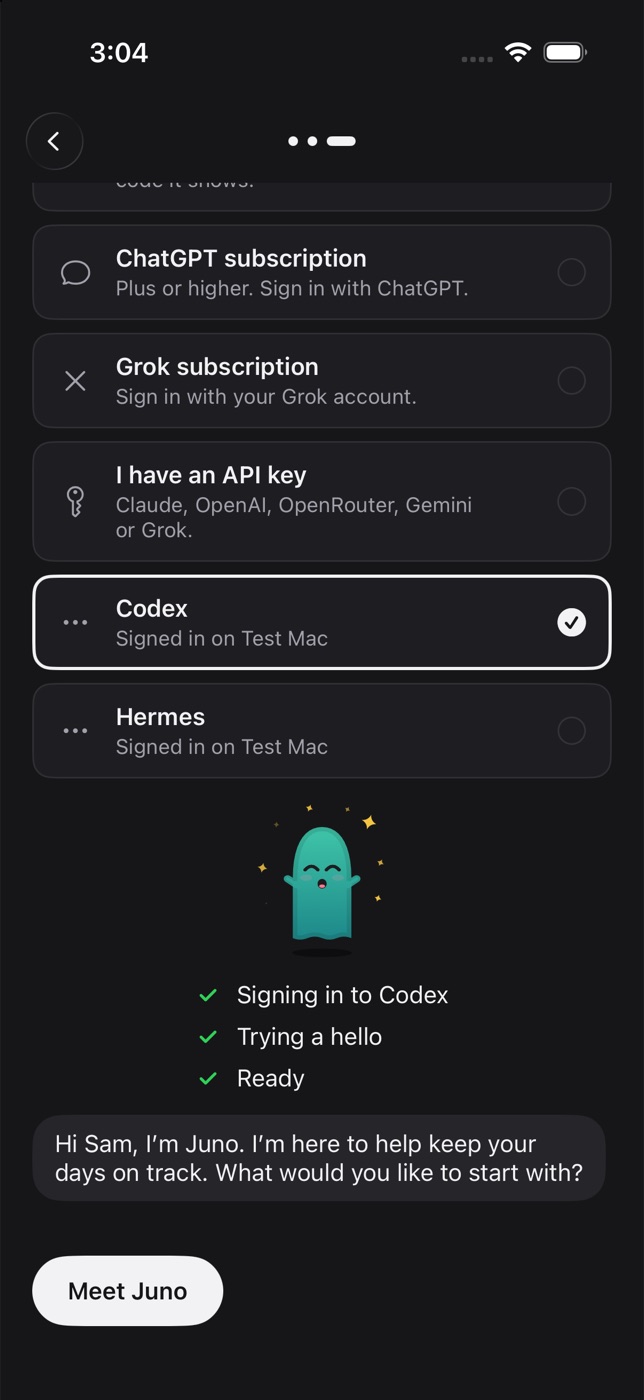 3:04
code it shows.
ChatGPT subscription
Plus or higher. Sign in with ChatGPT.
Grok subscription
Sign in with your Grok account.
I have an API key
Claude, OpenAI, OpenRouter, Gemini
or Grok.
Codex
Signed in on Test Mac
Hermes
Signed in on Test Mac
Signing in to Codex
Trying a hello
Ready
Hi Sam, I’m Juno. I’m here to help keep your
days on track. What would you like to start with?
Meet Juno